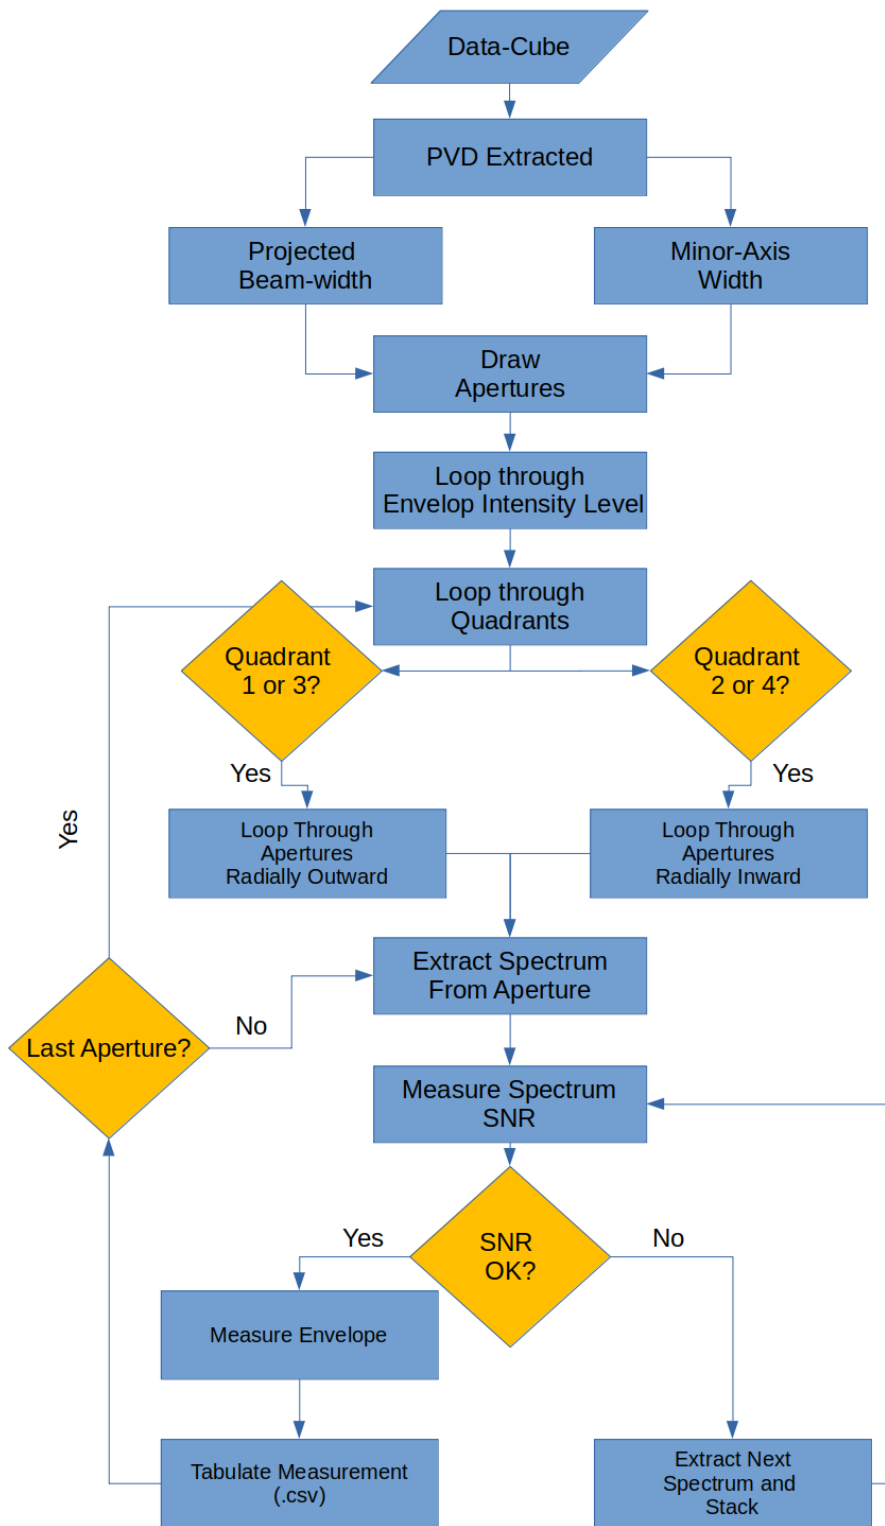 Data-Cube
PVD Extracted
Projected
Beam-width
Minor-Axis
Width
Draw
Apertures
Loop through
Envelop Intensity Level
Loop through
Quadrants
Quadrant
1 or 3?
Quadrant
2 or 4?
Yes
Yes
Loop Through
Apertures
Radially Outward
Loop Through
Apertures
Radially Inward
Yes
Extract Spectrum
From Aperture
Last Aperture?
No
Measure Spectrum
SNR
SNR
OK?
Yes
No
Measure Envelope
Tabulate Measurement
(.csv)
Extract Next
Spectrum and
Stack